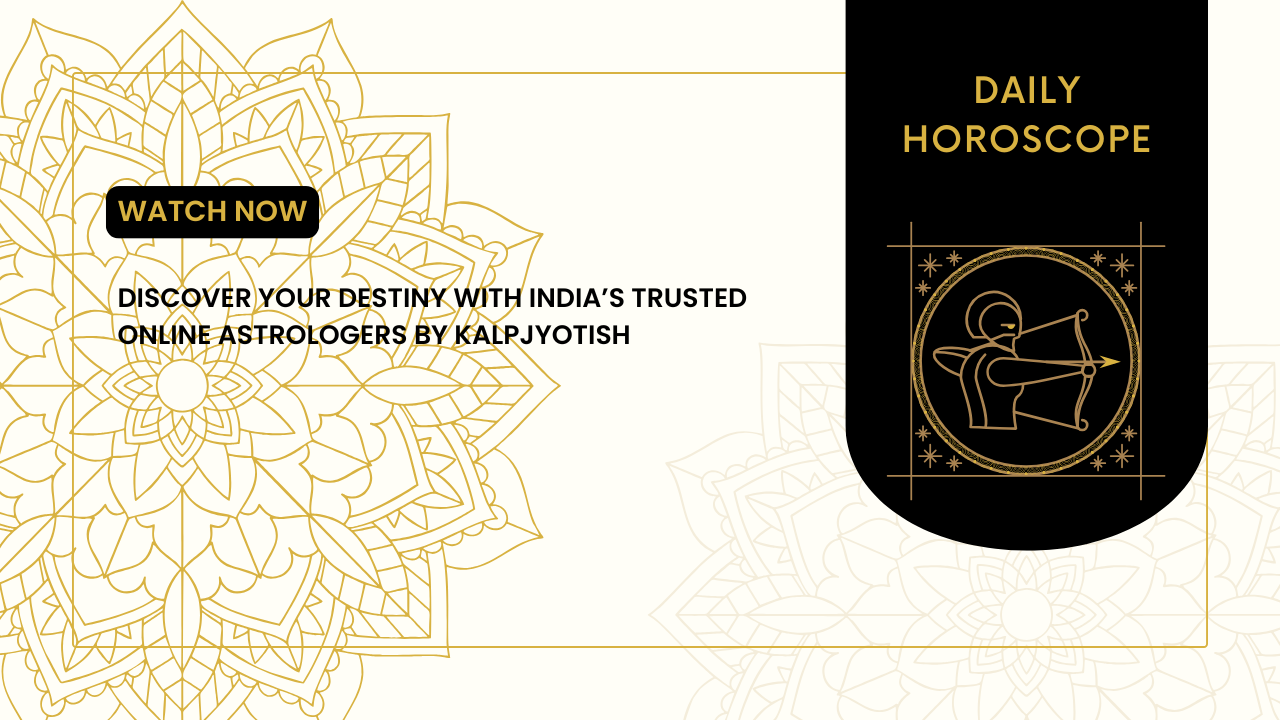 DAILY
HOROSCOPE
WATCH NOW
DISCOVER YOUR DESTINY WITH INDIA’S TRUSTED
ONLINE ASTROLOGERS BY KALPJYOTISH